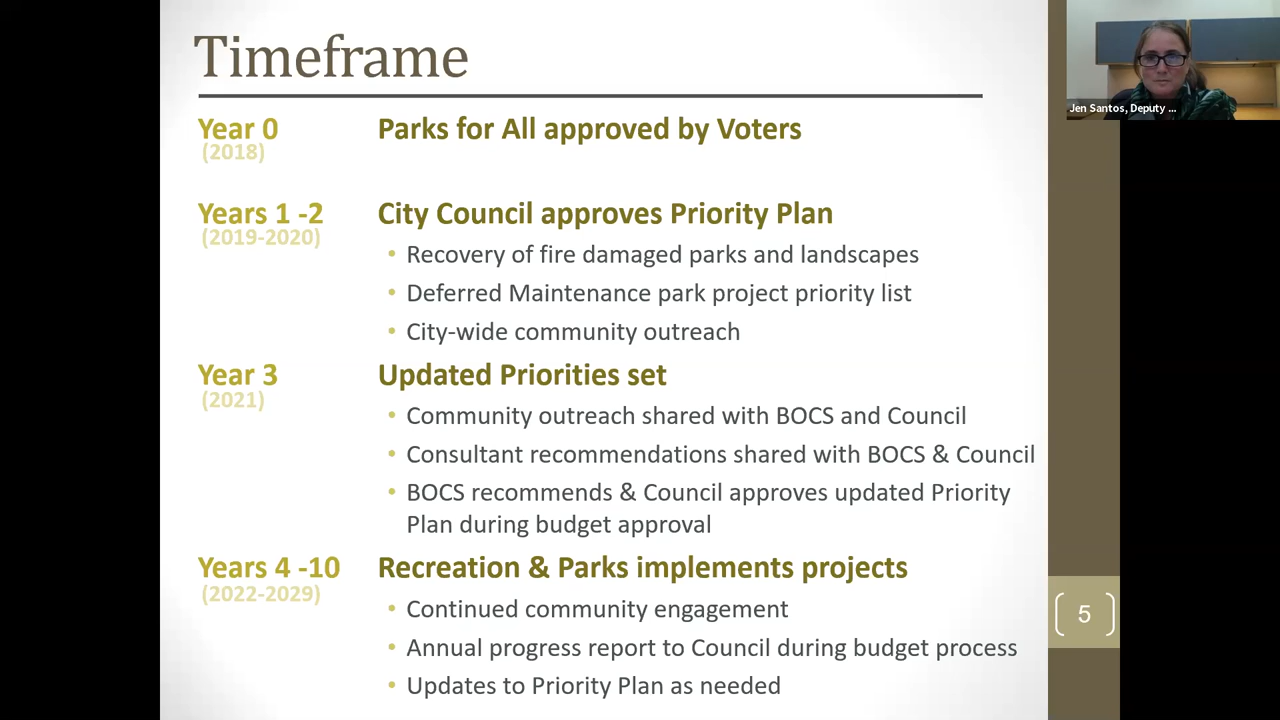 Timeframe
Jen Santos, Deputy ...
Year 0
(2018)
Parks for All approved by Voters
Years 1 -2
(2019-2020)
City Council approves Priority Plan
• Recovery of fire damaged parks and landscapes
• Deferred Maintenance park project priority list
• City-wide community outreach
Year 3
(2021)
Updated Priorities set
• Community outreach shared with BOCS and Council
• Consultant recommendations shared with BOCS & Council
• BOCS recommends & Council approves updated Priority
Plan during budget approval
Years 4 -10
(2022-2029)
Recreation & Parks implements projects
• Continued community engagement
• Annual progress report to Council during budget process
• Updates to Priority Plan as needed
5